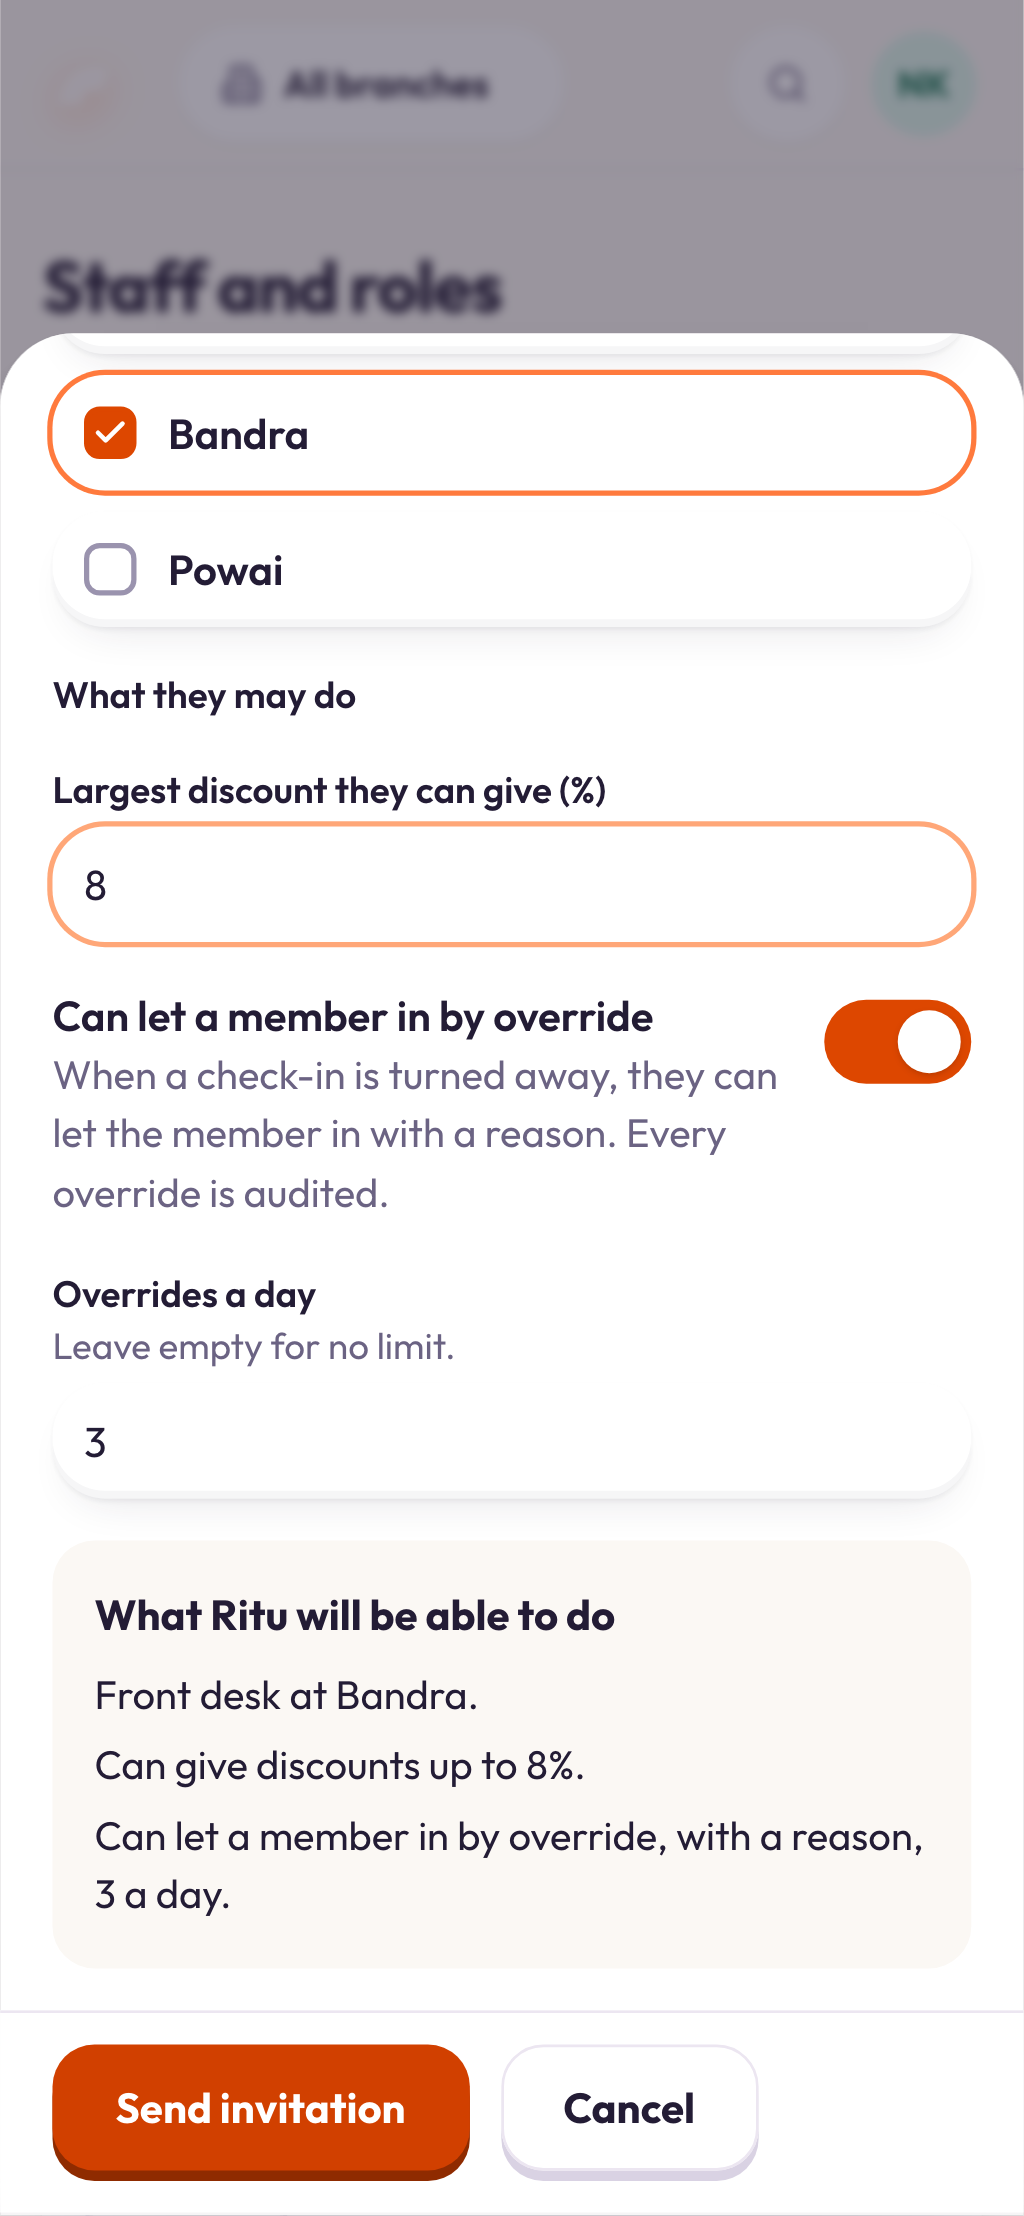 All branches
NK
Staff and roles
Bandra
Powai
What they may do
Largest discount they can give (%)
8
Can let a member in by override
When a check-in is turned away, they can
let the member in with a reason. Every
override is audited.
Overrides a day
Leave empty for no limit.
3
What Ritu will be able to do
Front desk at Bandra.
Can give discounts up to 8%.
Can let a member in by override, with a reason,
3 a day.
Send invitation
Cancel